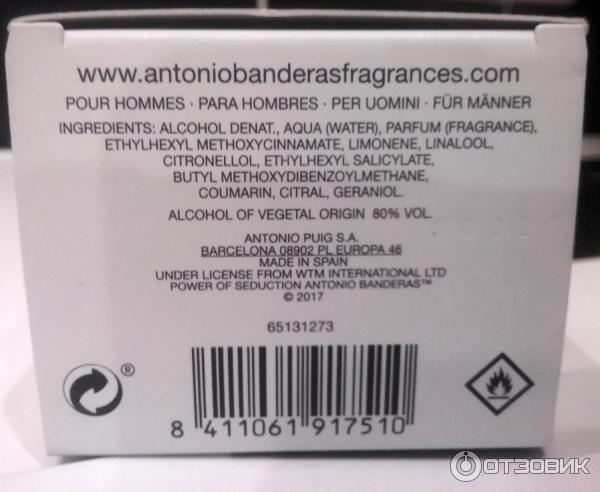 www.antoniobanderasfragrances.com
POUR HOMMES · PARA HOMBRES · PER UOMINI · FÜR MÄNNER
INGREDIENTS: ALCOHOL DENAT., AQUA (WATER), PARFUM (FRAGRANCE),
ETHYLHEXYL METHOXYCINNAMATE, LIMONENE, LINALOOL,
CITRONELLOL, ETHYLHEXYL SALICYLATE,
BUTYL METHOXYDIBENZOYLMETHANE,
COUMARIN, CITRAL, GERANIOL.
ALCOHOL OF VEGETAL ORIGIN 80% VOL.
ANTONIO PUIG S.A.
BARCELONA 08902 PL EUROPA 46
MADE IN SPAIN
UNDER LICENSE FROM WTM INTERNATIONAL LTD
POWER OF SEDUCTION ANTONIO BANDERAS™
© 2017
65131273
®
8 411061 917510
ОТЗОВИК